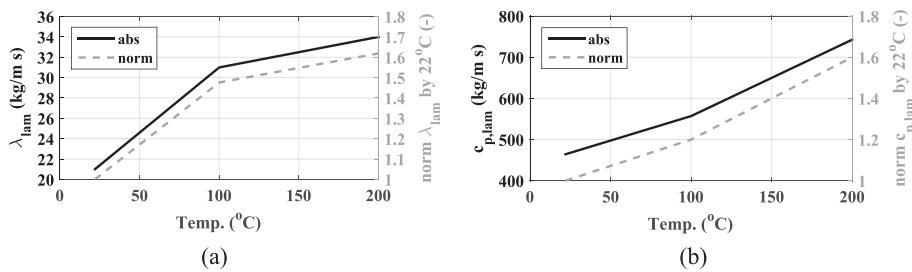 36
34
32
30
28
26
24
22
20
λlam (kg/m s)
abs
norm
1.8
1.7
1.6
1.5
1.4
1.3
1.2
1.1
1
norm λlam by 22°C (-)
0 50 100 150 200
Temp. (°C)
(a)
800
700
600
500
400
cp,lam (kg/m s)
abs
norm
1.8
1.6
1.4
1.2
1
norm cp,lam by 22°C (-)
0 50 100 150 200
Temp. (°C)
(b)